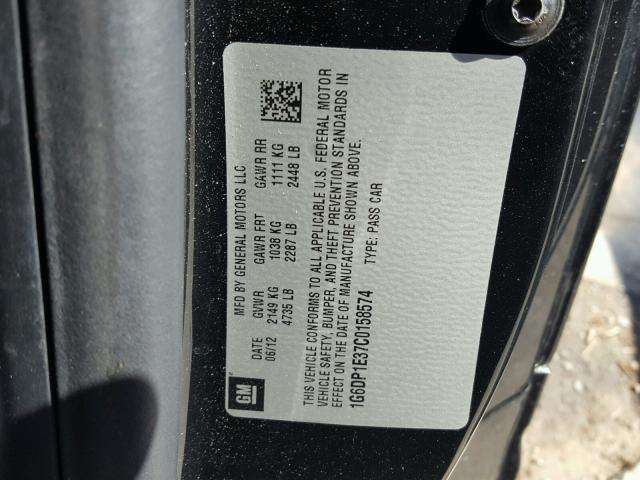 MFD BY GENERAL MOTORS LLC
DATE GVWR GAWR FRT GAWR RR
06/12 2149 KG 1038 KG 1111 KG
4735 LB 2287 LB 2448 LB
THIS VEHICLE CONFORMS TO ALL APPLICABLE U.S. FEDERAL MOTOR
VEHICLE SAFETY, BUMPER, AND THEFT PREVENTION STANDARDS IN
EFFECT ON THE DATE OF MANUFACTURE SHOWN ABOVE.
TYPE: PASS CAR
1G6DP1E37C0158574
GM